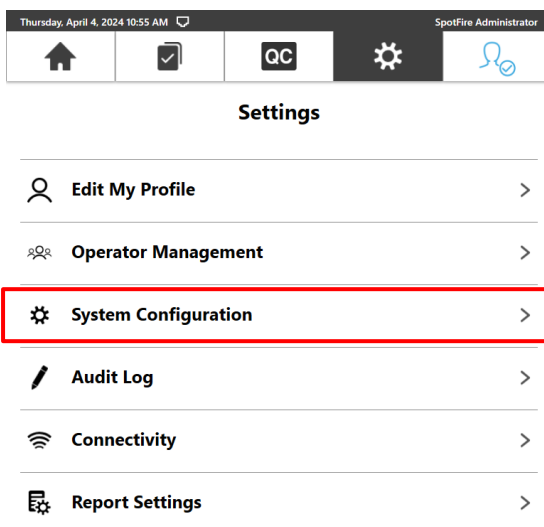 Thursday, April 4, 2024 10:55 AM SpotFire Administrator
QC
Settings
Edit My Profile
Operator Management
System Configuration
Audit Log
Connectivity
Report Settings